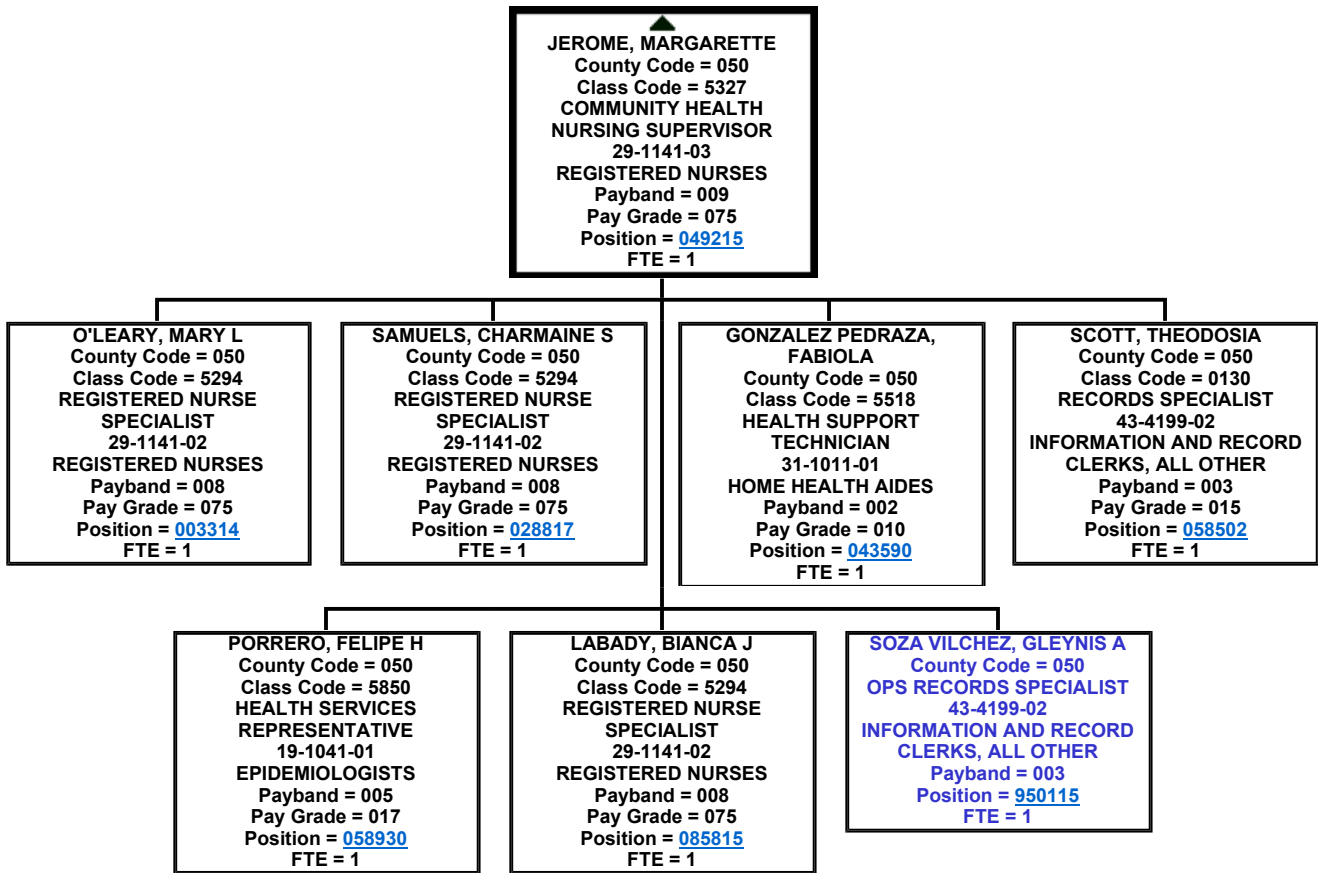 JEROME, MARGARETTE
County Code = 050
Class Code = 5327
COMMUNITY HEALTH
NURSING SUPERVISOR
29-1141-03
REGISTERED NURSES
Payband = 009
Pay Grade = 075
Position = 049215
FTE = 1
O'LEARY, MARY L
County Code = 050
Class Code = 5294
REGISTERED NURSE
SPECIALIST
29-1141-02
REGISTERED NURSES
Payband = 008
Pay Grade = 075
Position = 003314
FTE = 1
SAMUELS, CHARMAINE S
County Code = 050
Class Code = 5294
REGISTERED NURSE
SPECIALIST
29-1141-02
REGISTERED NURSES
Payband = 008
Pay Grade = 075
Position = 028817
FTE = 1
GONZALEZ PEDRAZA,
FABIOLA
County Code = 050
Class Code = 5518
HEALTH SUPPORT
TECHNICIAN
31-1011-01
HOME HEALTH AIDES
Payband = 002
Pay Grade = 010
Position = 043590
FTE = 1
SCOTT, THEODOSIA
County Code = 050
Class Code = 0130
RECORDS SPECIALIST
43-4199-02
INFORMATION AND RECORD
CLERKS, ALL OTHER
Payband = 003
Pay Grade = 015
Position = 058502
FTE = 1
PORRERO, FELIPE H
County Code = 050
Class Code = 5850
HEALTH SERVICES
REPRESENTATIVE
19-1041-01
EPIDEMIOLOGISTS
Payband = 005
Pay Grade = 017
Position = 058930
FTE = 1
LABADY, BIANCA J
County Code = 050
Class Code = 5294
REGISTERED NURSE
SPECIALIST
29-1141-02
REGISTERED NURSES
Payband = 008
Pay Grade = 075
Position = 085815
FTE = 1
SOZA VILCHEZ, GLEYNIS A
County Code = 050
OPS RECORDS SPECIALIST
43-4199-02
INFORMATION AND RECORD
CLERKS, ALL OTHER
Payband = 003
Position = 950115
FTE = 1